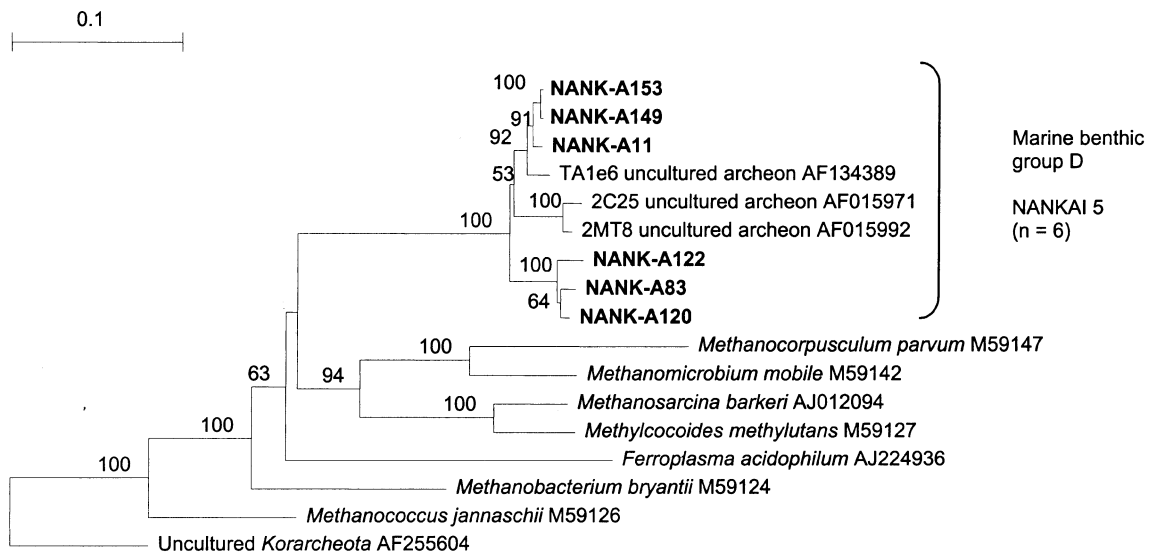 0.1
100
NANK-A153
NANK-A149
91
NANK-A11
92
TA1e6 uncultured archeon AF134389
53
100
2C25 uncultured archeon AF015971
2MT8 uncultured archeon AF015992
100
NANK-A122
100
NANK-A83
64
NANK-A120
Marine benthic
group D
NANKAI 5
(n = 6)
100
Methanocorpusculum parvum M59147
63
94
Methanomicrobium mobile M59142
100
Methanosarcina barkeri AJ012094
100
Methylcocoides methylutans M59127
100
Ferroplasma acidophilum AJ224936
Methanobacterium bryantii M59124
Methanococcus jannaschii M59126
Uncultured Korarcheota AF255604